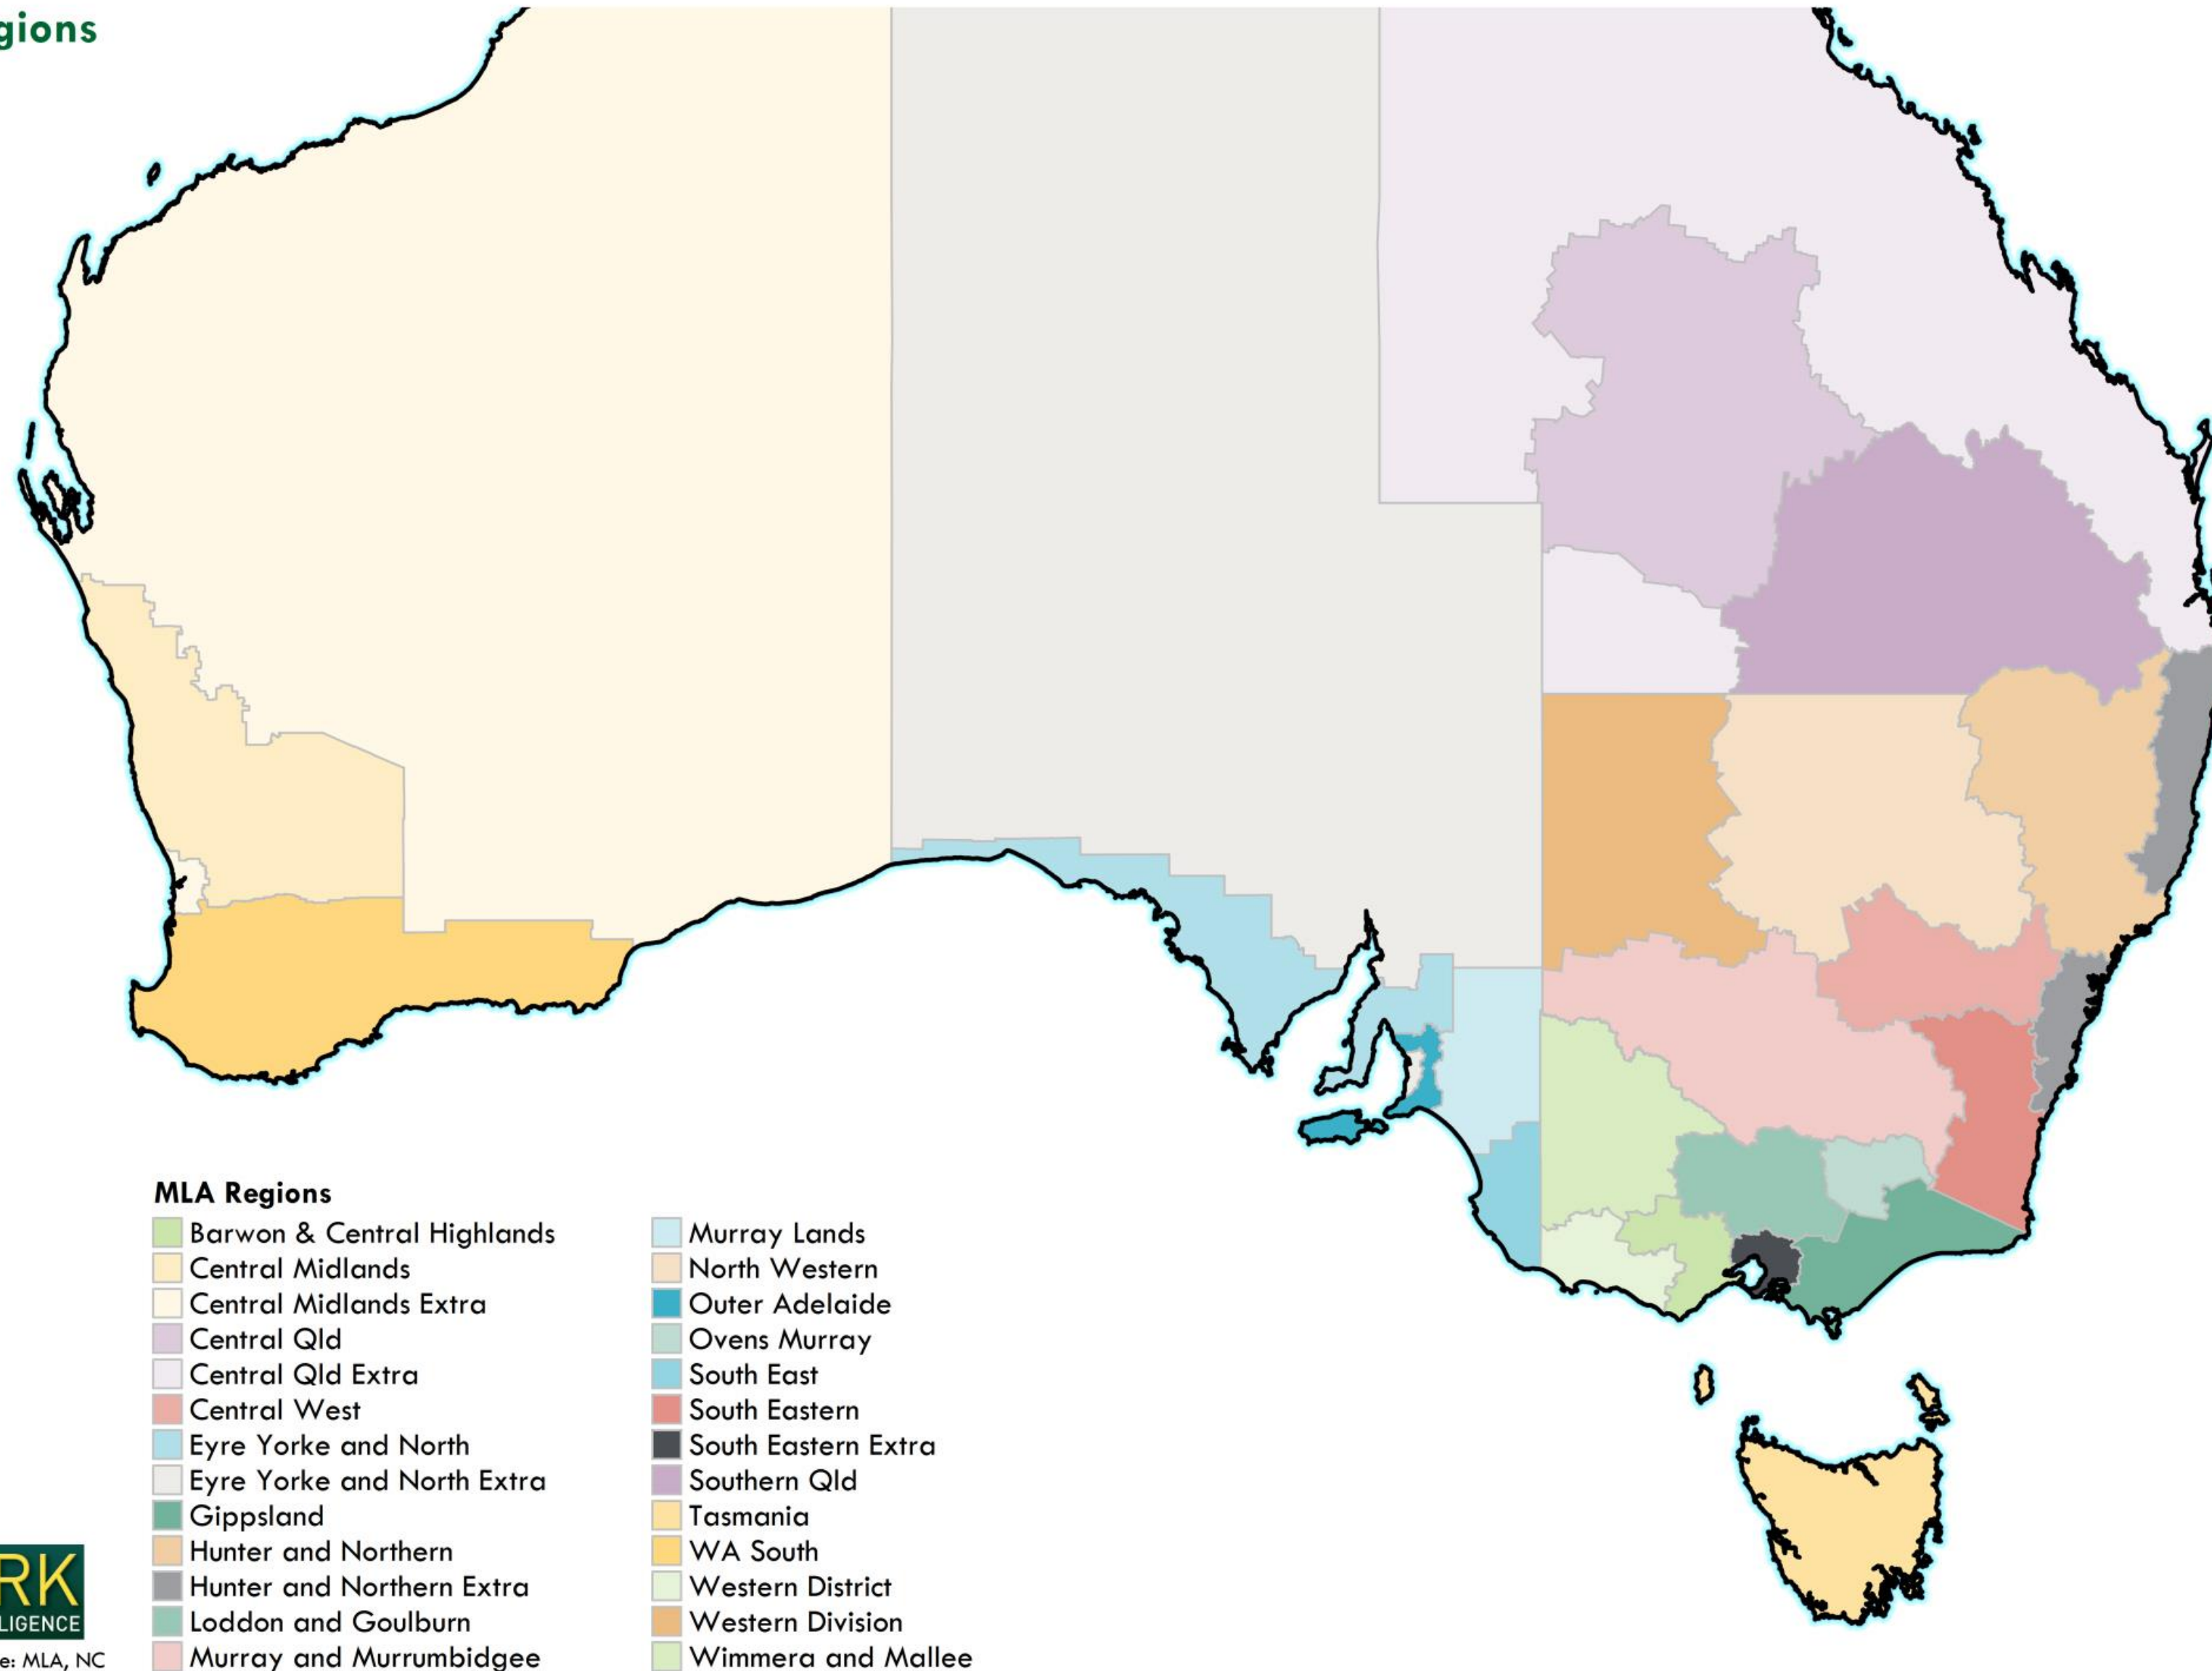 gions
MLA Regions
Barwon & Central Highlands
Central Midlands
Central Midlands Extra
Central Qld
Central Qld Extra
Central West
Eyre Yorke and North
Eyre Yorke and North Extra
Gippsland
Hunter and Northern
Hunter and Northern Extra
Loddon and Goulburn
Murray and Murrumbidgee
Murray Lands
North Western
Outer Adelaide
Ovens Murray
South East
South Eastern
South Eastern Extra
Southern Qld
Tasmania
WA South
Western District
Western Division
Wimmera and Mallee
RK
LIGENCE
e: MLA, NC